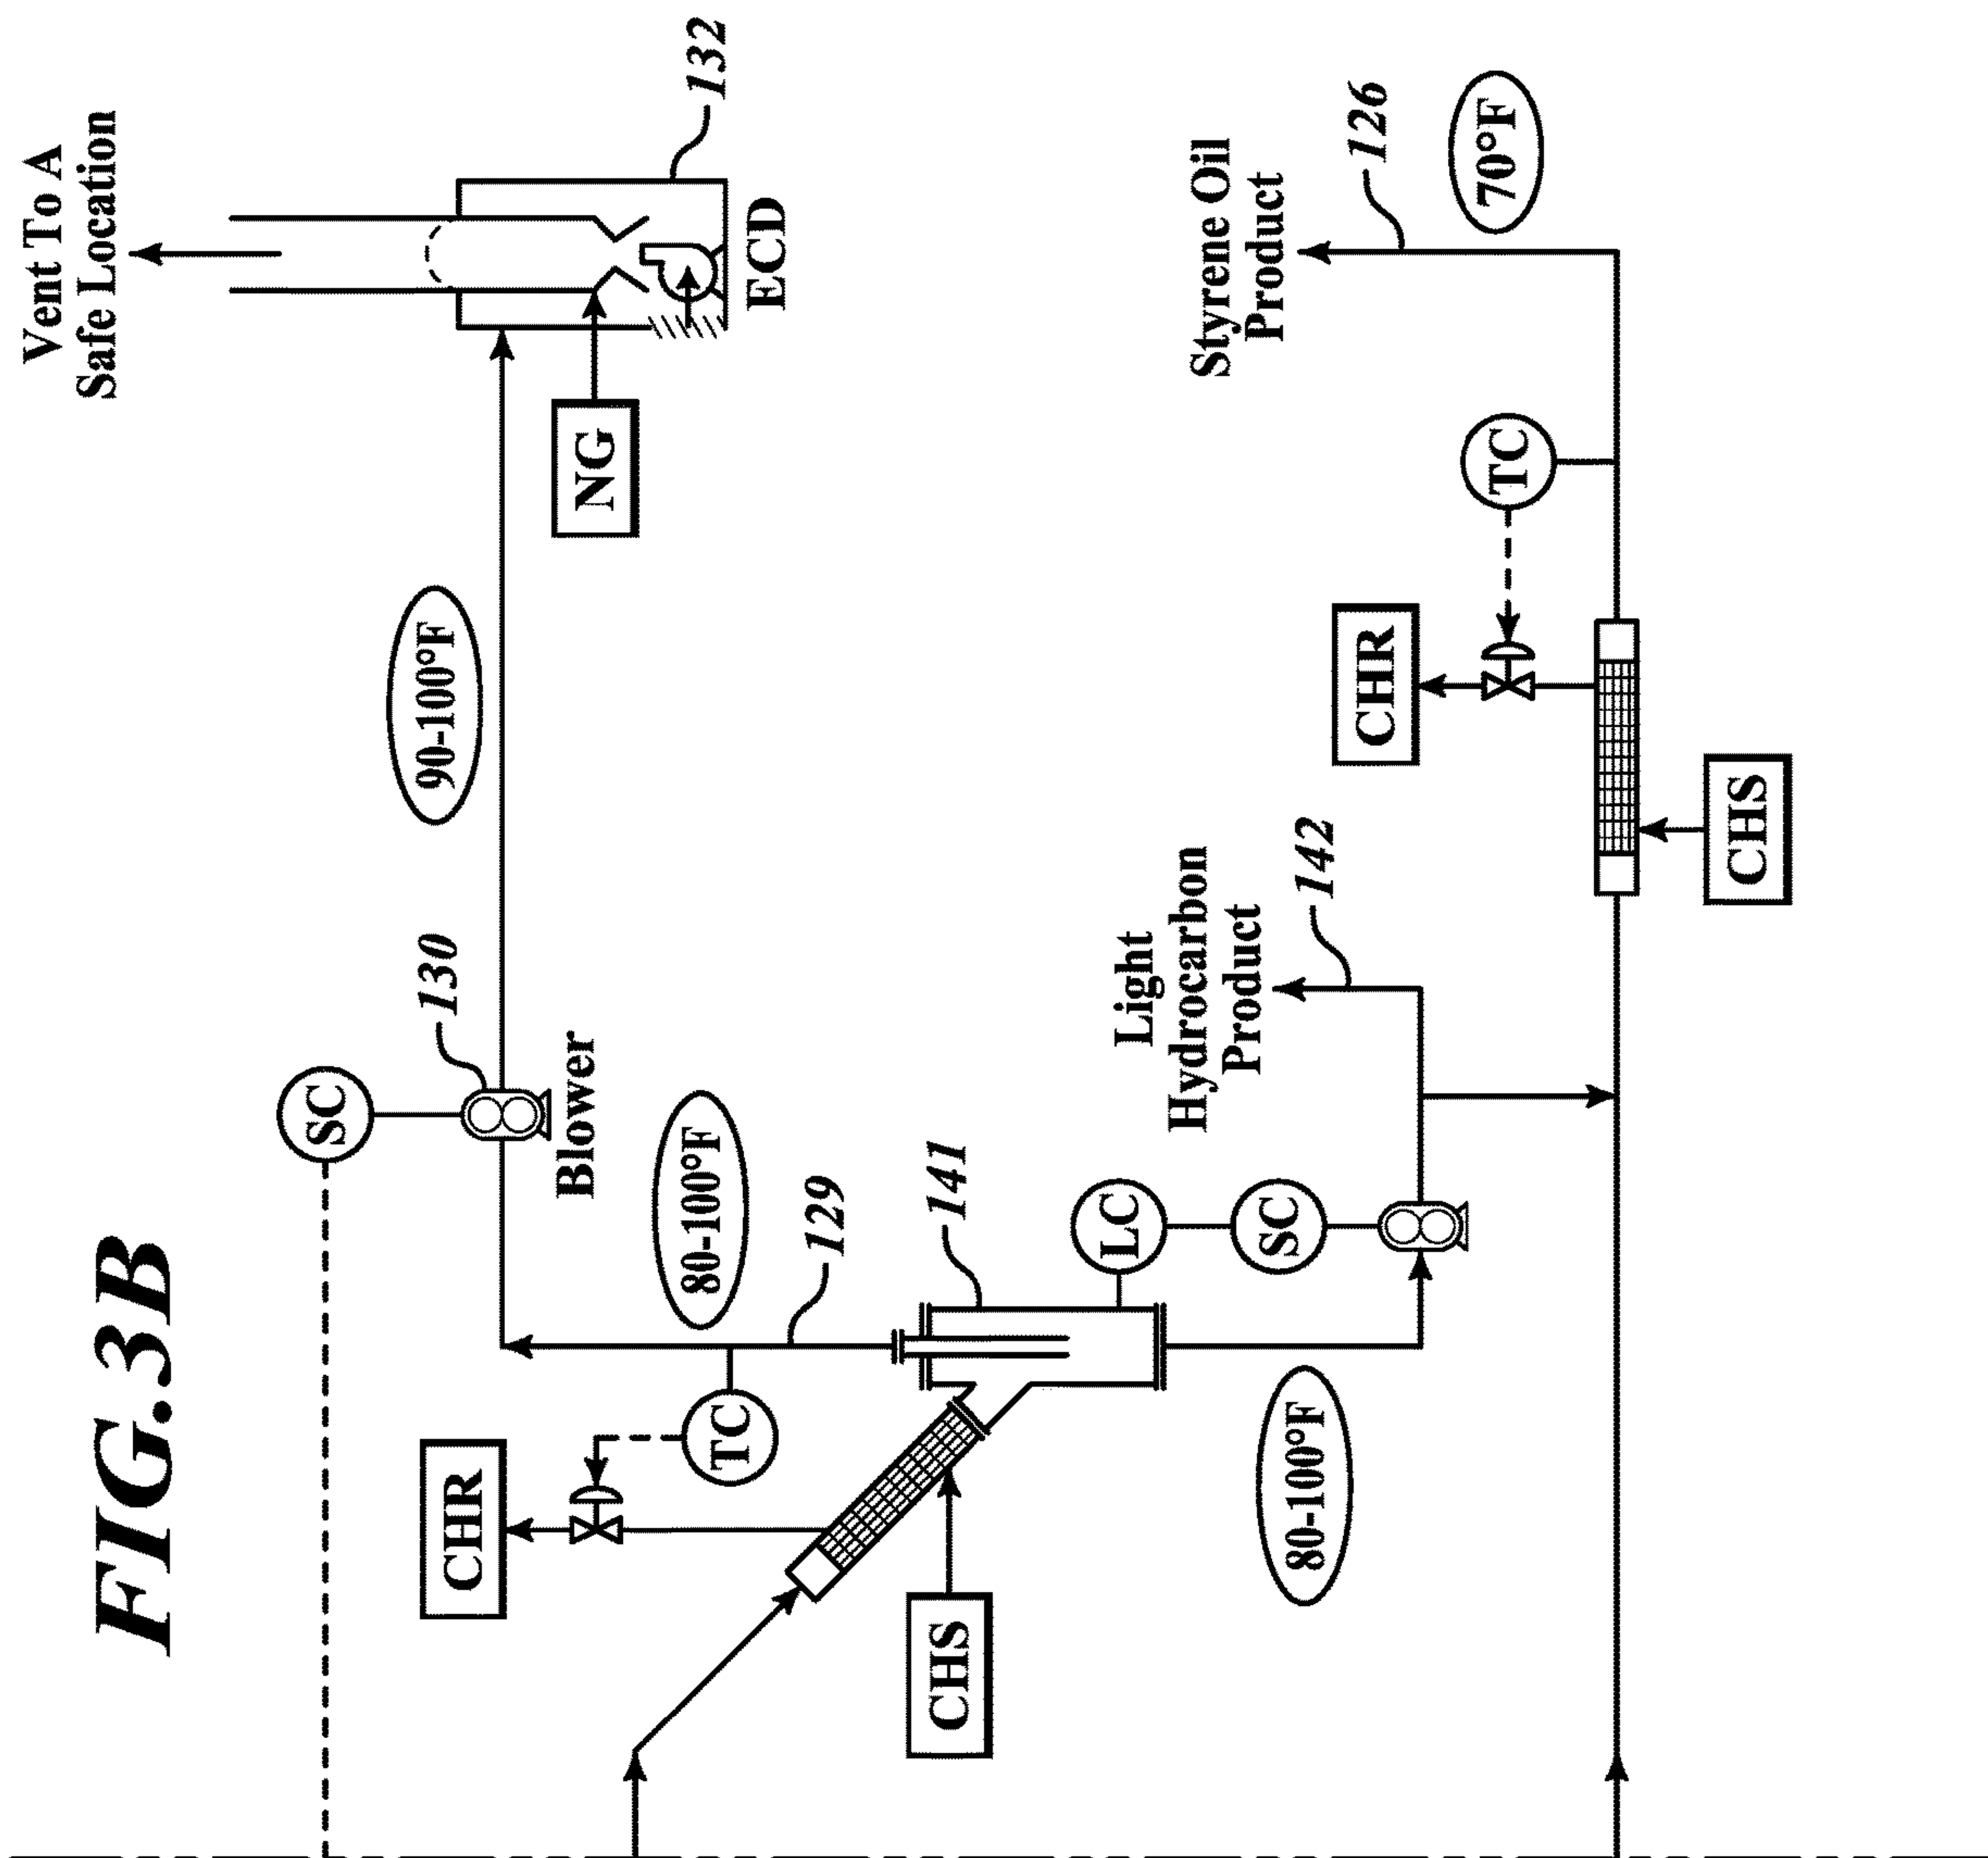 FIG.3B
Vent To A
Safe Location
132
ECD
NG
90-100°F
130
SC
Blower
80-100°F
129
141
TC
CHR
CHS
LC
SC
80-100°F
Light
Hydrocarbon
Product
142
Styrene Oil
Product
126
70°F
TC
CHR
CHS